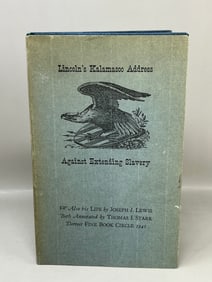 Lincoln's Kalamazoo Address
Against Extending Slavery
Also his LIFE by JOSEPH J. LEWIS
Both Annotated by THOMAS I. STARR
Detroit FINE BOOK CIRCLE 1941